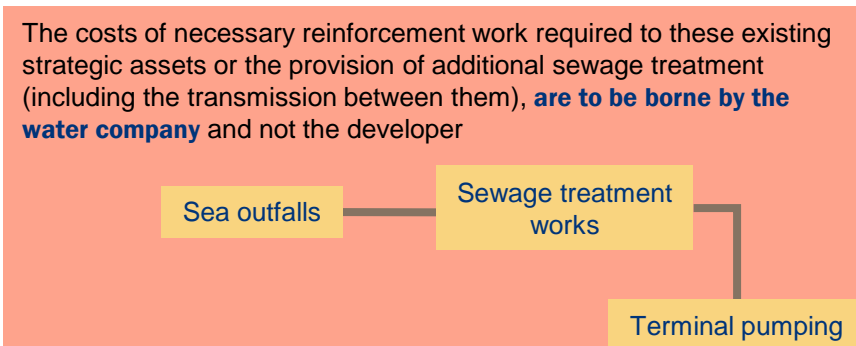 The costs of necessary reinforcement work required to these existing
strategic assets or the provision of additional sewage treatment
(including the transmission between them), are to be borne by the
water company and not the developer
Sea outfalls
Sewage treatment
works
Terminal pumping